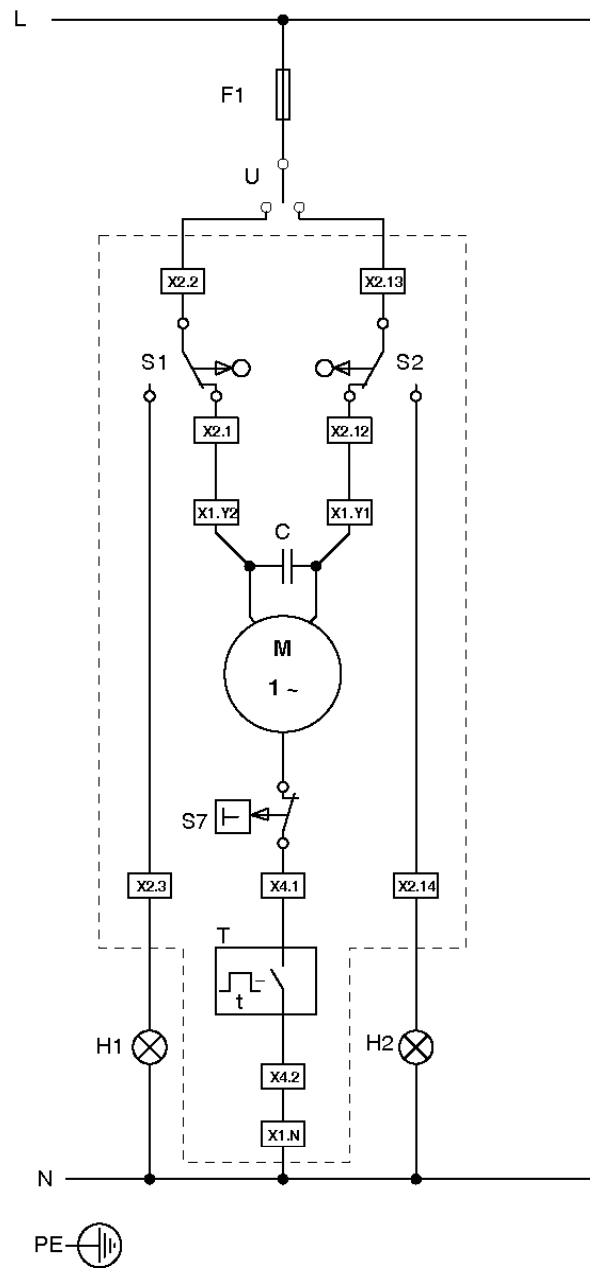 L
F1
U
X2.2
X2.13
S1
S2
X2.1
X2.12
X1.Y2
X1.Y1
C
M
1 ~
S7
X2.3
X4.1
X2.14
T
t
H1
H2
X4.2
X1.N
N
PE